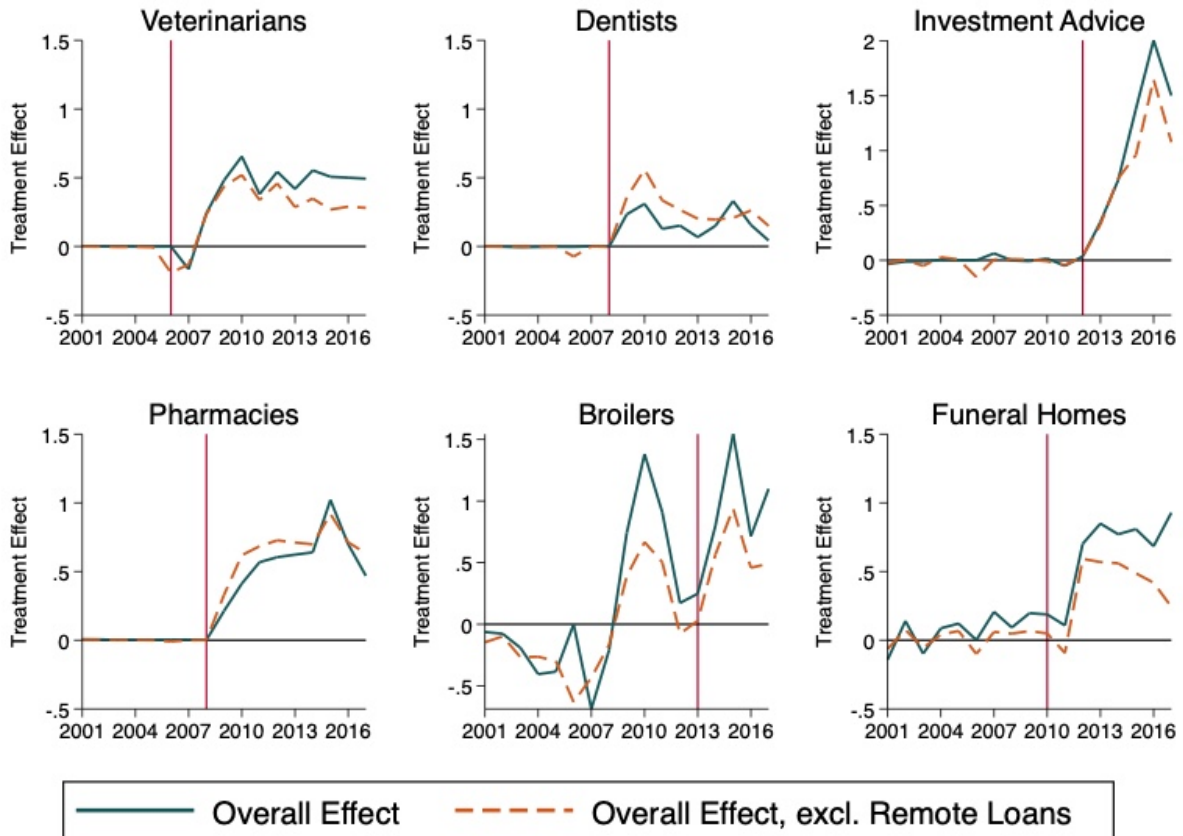 Veterinarians
Dentists
Investment Advice
Treatment Effect
1.5
1
.5
0
-.5
2001 2004 2007 2010 2013 2016
Treatment Effect
1.5
1
.5
0
-.5
2001 2004 2007 2010 2013 2016
Treatment Effect
2
1.5
1
.5
0
-.5
2001 2004 2007 2010 2013 2016
Pharmacies
Broilers
Funeral Homes
Treatment Effect
1.5
1
.5
0
-.5
2001 2004 2007 2010 2013 2016
Treatment Effect
1.5
1
.5
0
-.5
2001 2004 2007 2010 2013 2016
Treatment Effect
1.5
1
.5
0
-.5
2001 2004 2007 2010 2013 2016
Overall Effect
Overall Effect, excl. Remote Loans